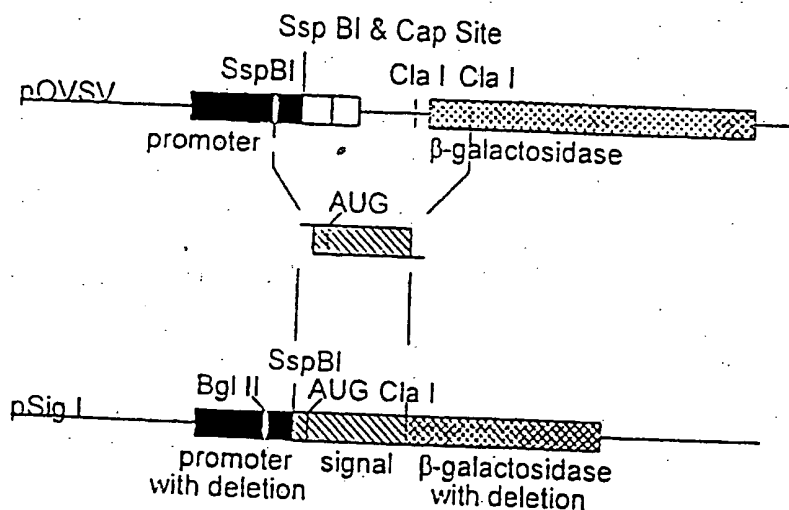 Ssp BI & Cap Site
SspBI
Cla I Cla I
pOVSV
promoter
β-galactosidase
AUG
SspBI
Bgl II
AUG Cla I
pSig I
promoter with deletion
signal
β-galactosidase with deletion